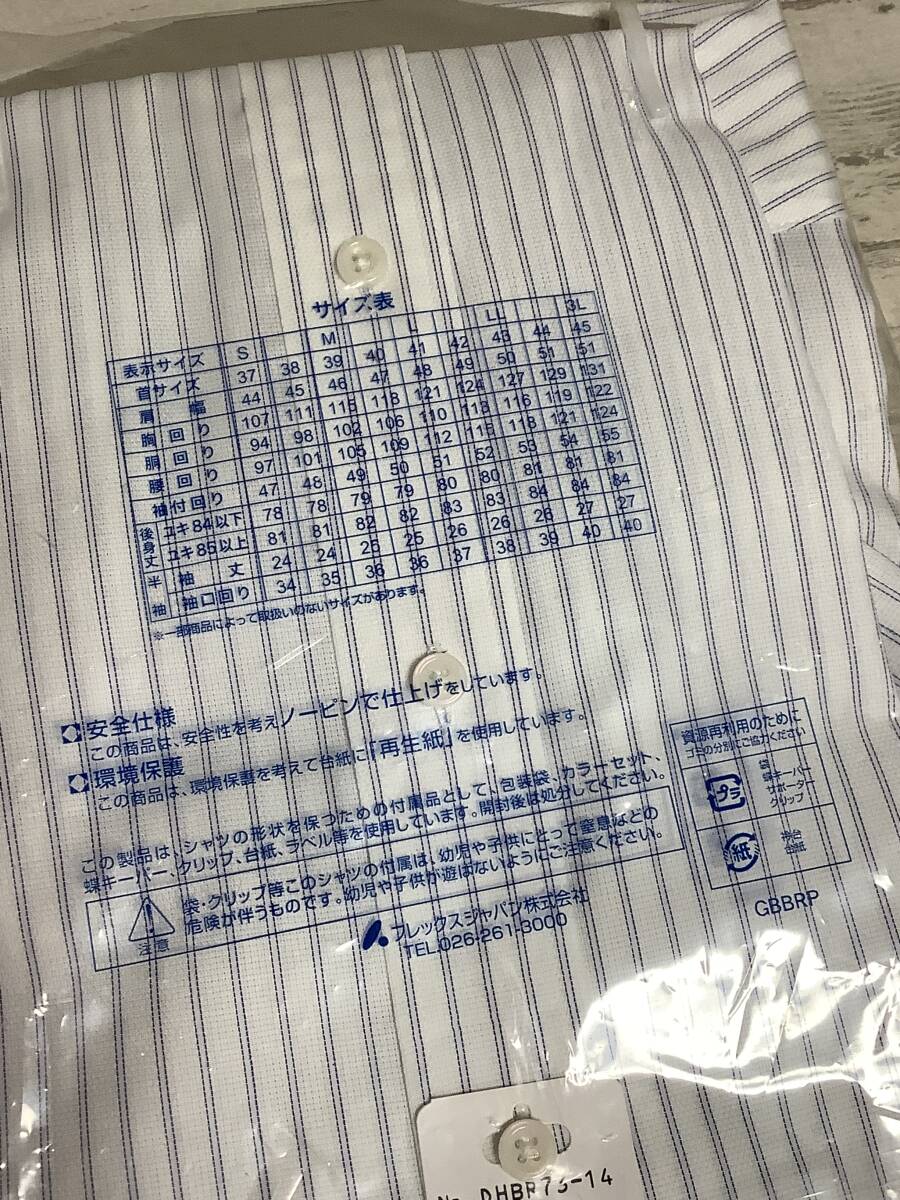 サイズ表
表示サイズ S M L LL 3L
首サイズ 37 38 39 40 41 42 43 44 45
肩幅 44 45 46 47 48 49 50 51 51
胸回り 107 111 115 118 121 124 127 129 131
胴回り 94 98 102 106 110 113 116 119 122
腰回り 97 101 105 109 112 115 118 121 124
袖付回り 47 48 49 50 51 52 53 54 55
後身丈 ユキ84以下 78 78 79 79 80 80 81 81 81
ユキ85以上 81 81 82 82 83 83 84 84 84
半袖 袖丈 24 24 25 25 26 26 26 27 27
袖口回り 34 35 36 36 37 38 39 40 40
※一部商品によって取扱いのないサイズがあります。
安全仕様
この商品は、安全性を考えノーピンで仕上げをしています。
環境保護
この商品は、環境保護を考えて台紙に「再生紙」を使用しています。
この製品は、シャツの形状を保つための付属品として、包装袋、カラーセット、
蝶キーパー、クリップ、台紙、ラベル等を使用しています。開封後は処分してください。
注意
袋・クリップ等このシャツの付属は、幼児や子供にとって窒息などの
危険が伴うものです。幼児や子供が遊ばないようにご注意ください。
フレックスジャパン株式会社
TEL.026-261-3000
資源再利用のために
ゴミの分別にご協力ください
プラ
袋
蝶キーパー
サポーター
クリップ
紙
台紙
GBBRP
No. DHBR73-14